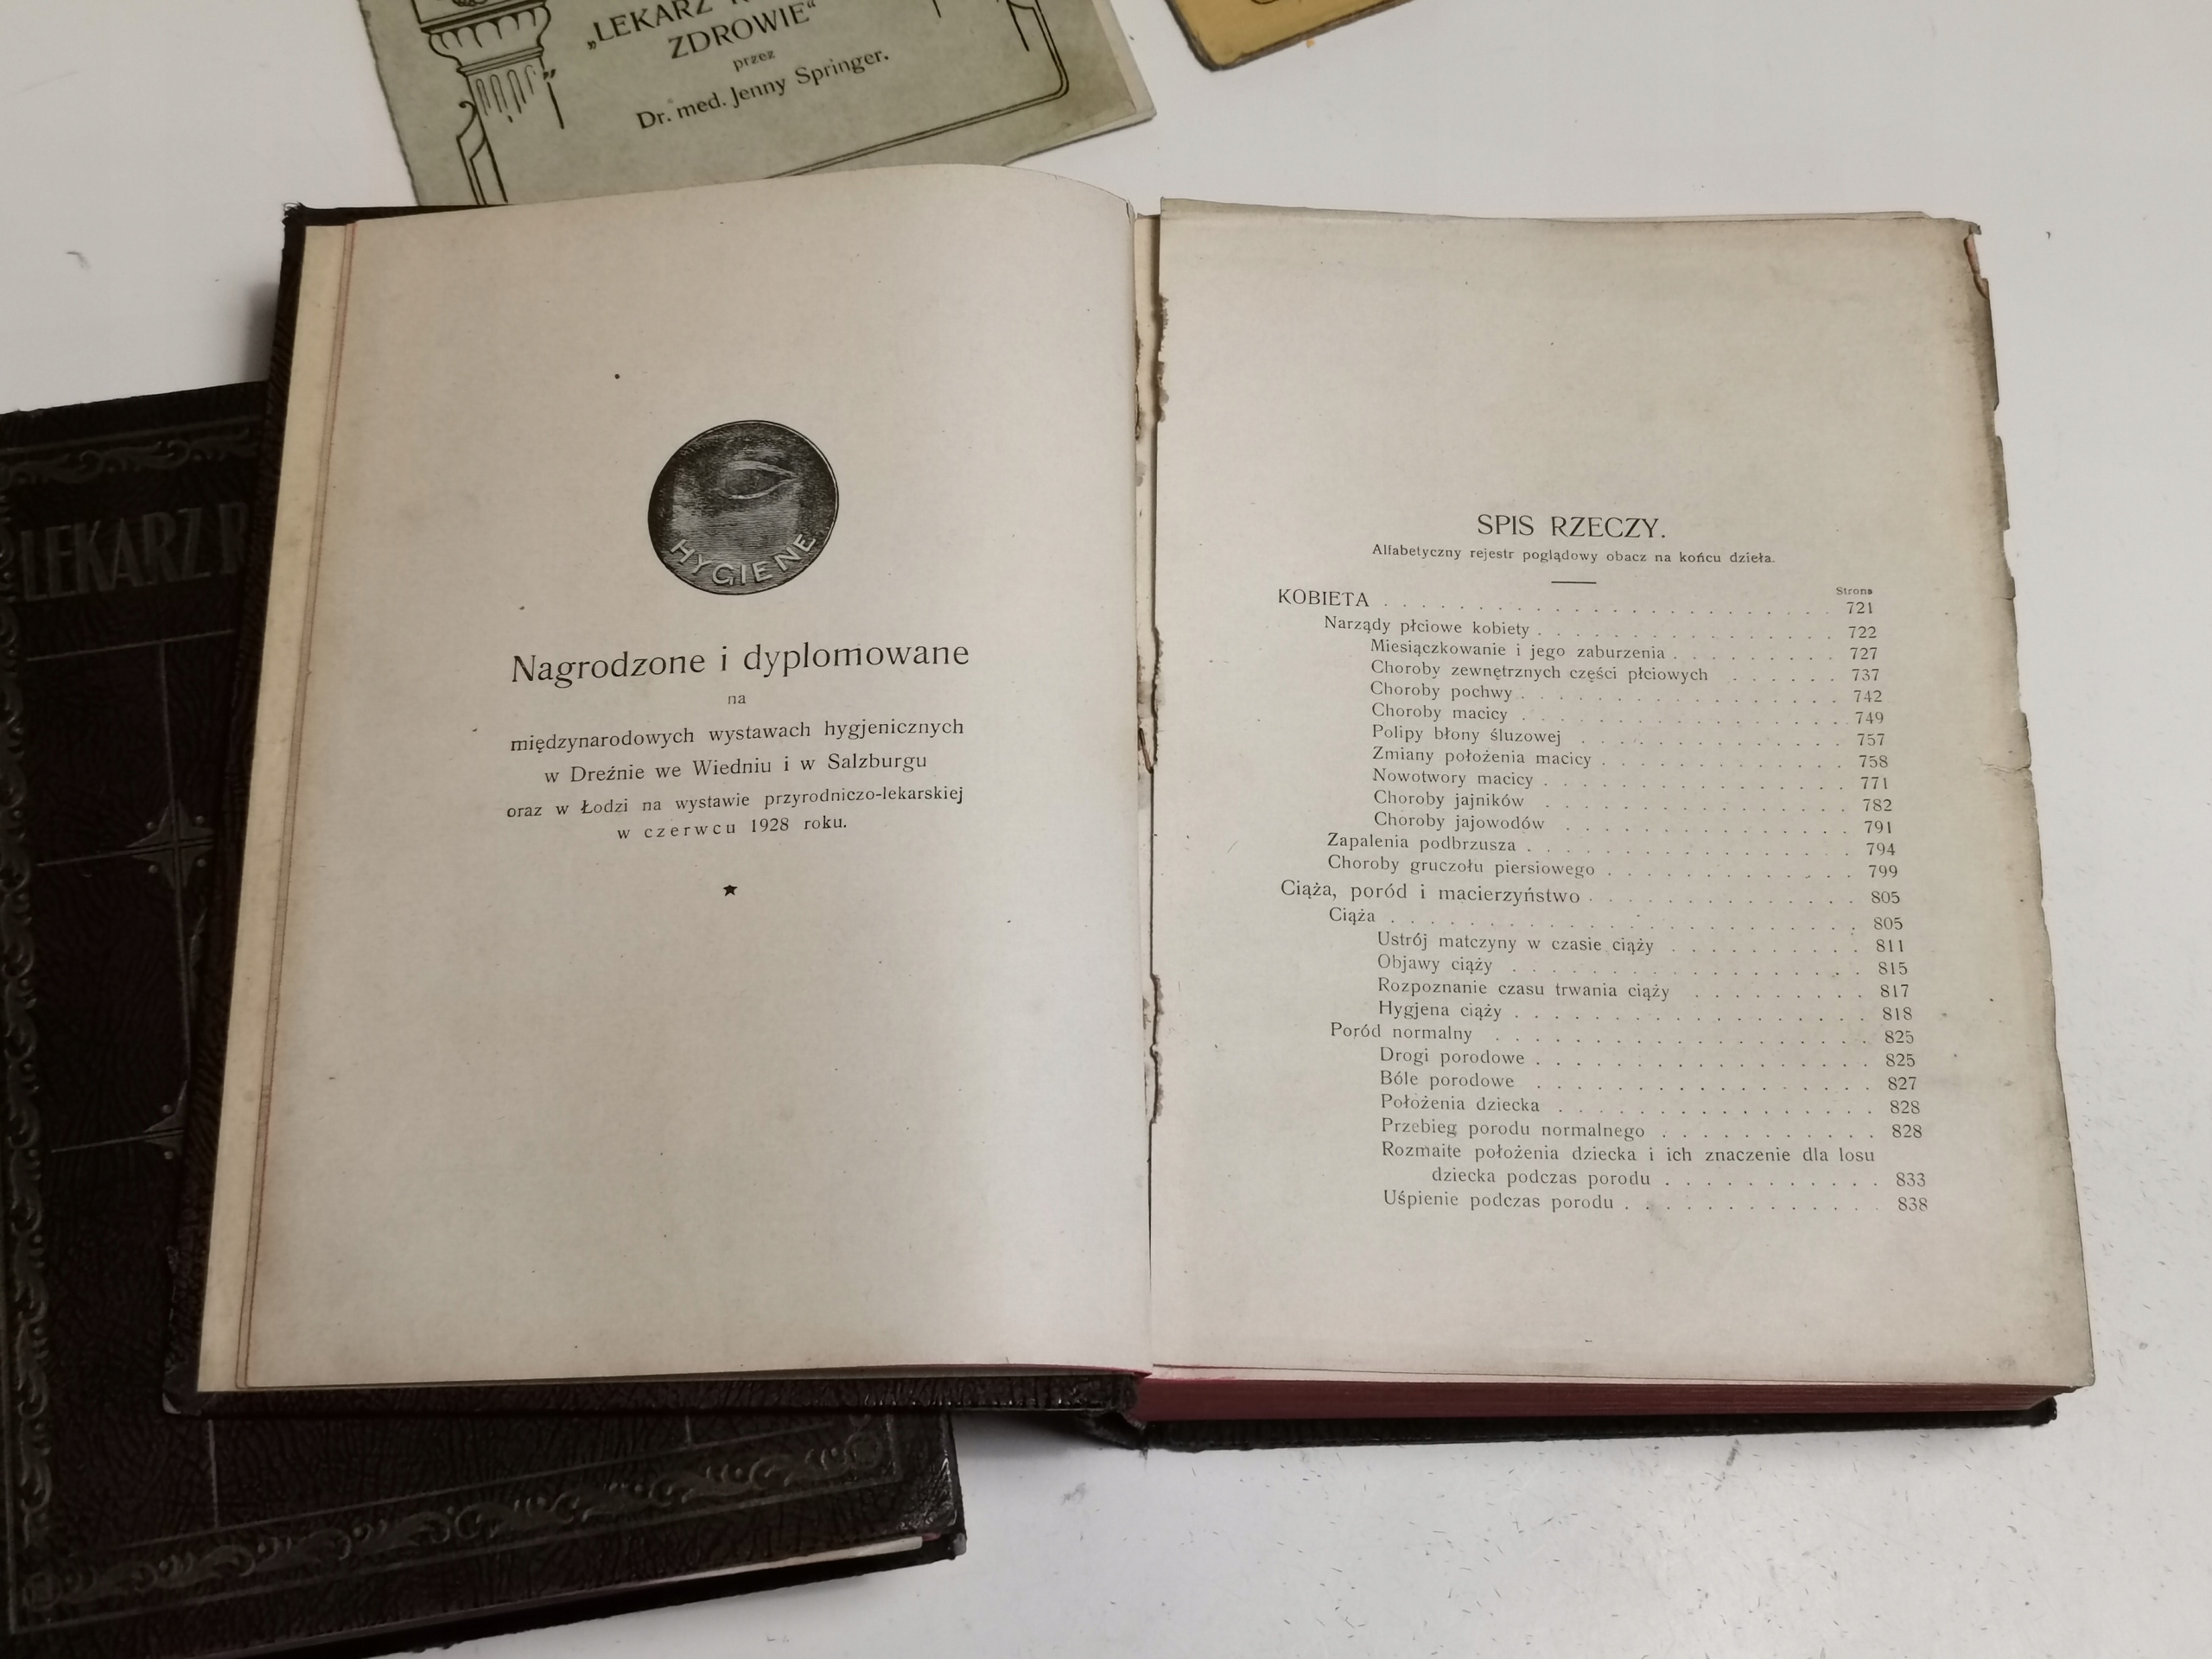 „LEKARZ
ZDROWIE“
przez
Dr. med. Jenny Springer.
LEKARZ
HYGIENE
Nagrodzone i dyplomowane
na
międzynarodowych wystawach hygjenicznych
w Dreźnie we Wiedniu i w Salzburgu
oraz w Łodzi na wystawie przyrodniczo-lekarskiej
w czerwcu 1928 roku.
SPIS RZECZY.
Alfabetyczny rejestr poglądowy obacz na końcu dzieła.
Strona
KOBIETA . . . . . . . . . . . . . . . . . . . . . . . . 721
Narządy płciowe kobiety . . . . . . . . . . . . . . . . 722
Miesiączkowanie i jego zaburzenia . . . . . . . . . 727
Choroby zewnętrznych części płciowych . . . . . . 737
Choroby pochwy . . . . . . . . . . . . . . . . . 742
Choroby macicy . . . . . . . . . . . . . . . . . 749
Polipy błony śluzowej . . . . . . . . . . . . . . 757
Zmiany położenia macicy . . . . . . . . . . . . . 758
Nowotwory macicy . . . . . . . . . . . . . . . . 771
Choroby jajników . . . . . . . . . . . . . . . . 782
Choroby jajowodów . . . . . . . . . . . . . . . 791
Zapalenia podbrzusza . . . . . . . . . . . . . . . . . 794
Choroby gruczołu piersiowego . . . . . . . . . . . . . 799
Ciąża, poród i macierzyństwo . . . . . . . . . . . . . . 805
Ciąża . . . . . . . . . . . . . . . . . . . . . . . 805
Ustrój matczyny w czasie ciąży . . . . . . . . . . 811
Objawy ciąży . . . . . . . . . . . . . . . . . . 815
Rozpoznanie czasu trwania ciąży . . . . . . . . . 817
Hygjena ciąży . . . . . . . . . . . . . . . . . . 818
Poród normalny . . . . . . . . . . . . . . . . . . . 825
Drogi porodowe . . . . . . . . . . . . . . . . . 825
Bóle porodowe . . . . . . . . . . . . . . . . . 827
Położenia dziecka . . . . . . . . . . . . . . . . 828
Przebieg porodu normalnego . . . . . . . . . . . 828
Rozmaite położenia dziecka i ich znaczenie dla losu
dziecka podczas porodu . . . . . . . . . . . 833
Uśpienie podczas porodu . . . . . . . . . . . . . 838